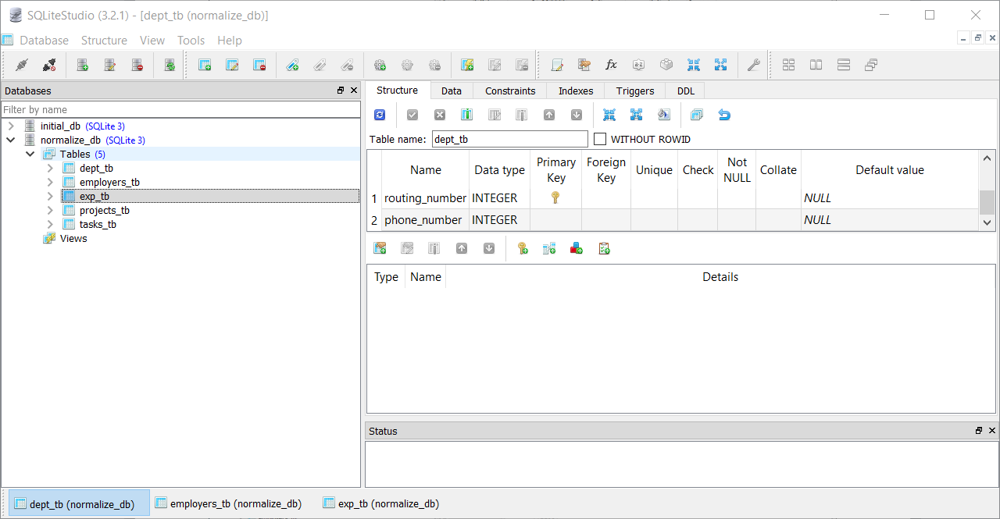 SQLiteStudio (3.2.1) - [dept_tb (normalize_db)]
Database Structure View Tools Help
Databases
Filter by name
initial_db (SQLite 3)
normalize_db (SQLite 3)
Tables (5)
dept_tb
employers_tb
exp_tb
projects_tb
tasks_tb
Views
Structure Data Constraints Indexes Triggers DDL
Table name: dept_tb WITHOUT ROWID
Name Data type Primary Key Foreign Key Unique Check Not NULL Collate Default value
1 routing_number INTEGER NULL
2 phone_number INTEGER NULL
Type Name Details
Status
dept_tb (normalize_db) employers_tb (normalize_db) exp_tb (normalize_db)